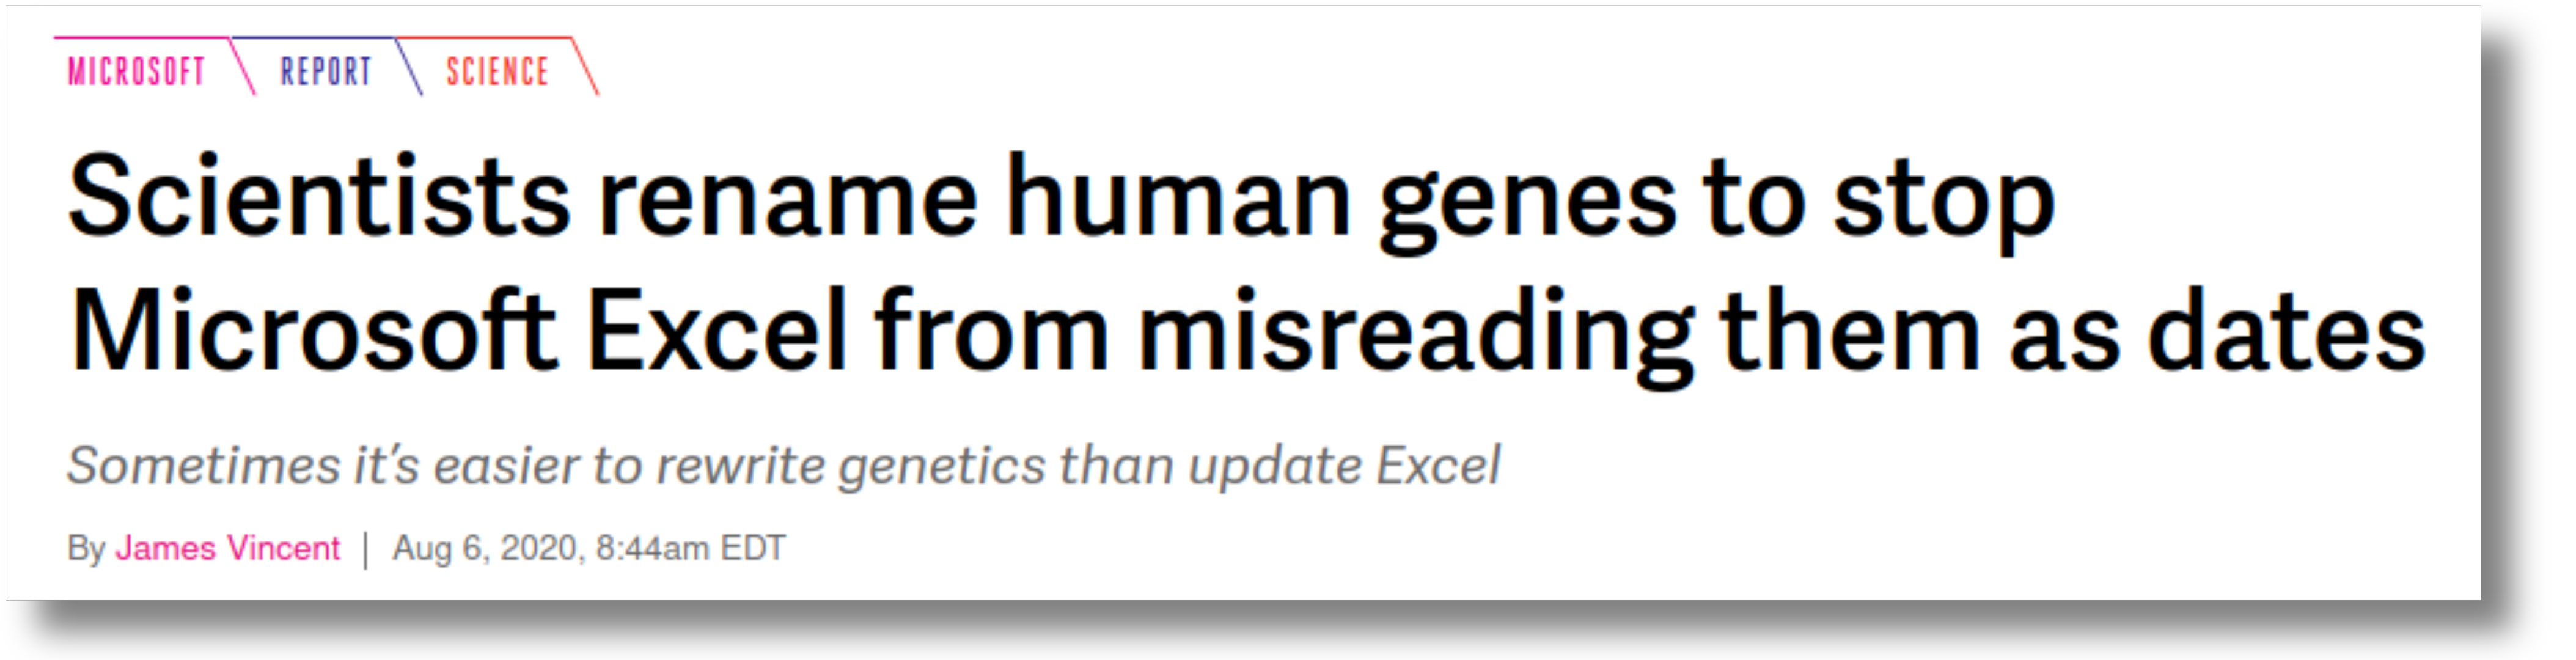 MICROSOFT REPORT SCIENCE
Scientists rename human genes to stop
Microsoft Excel from misreading them as dates
Sometimes it’s easier to rewrite genetics than update Excel
By James Vincent | Aug 6, 2020, 8:44am EDT